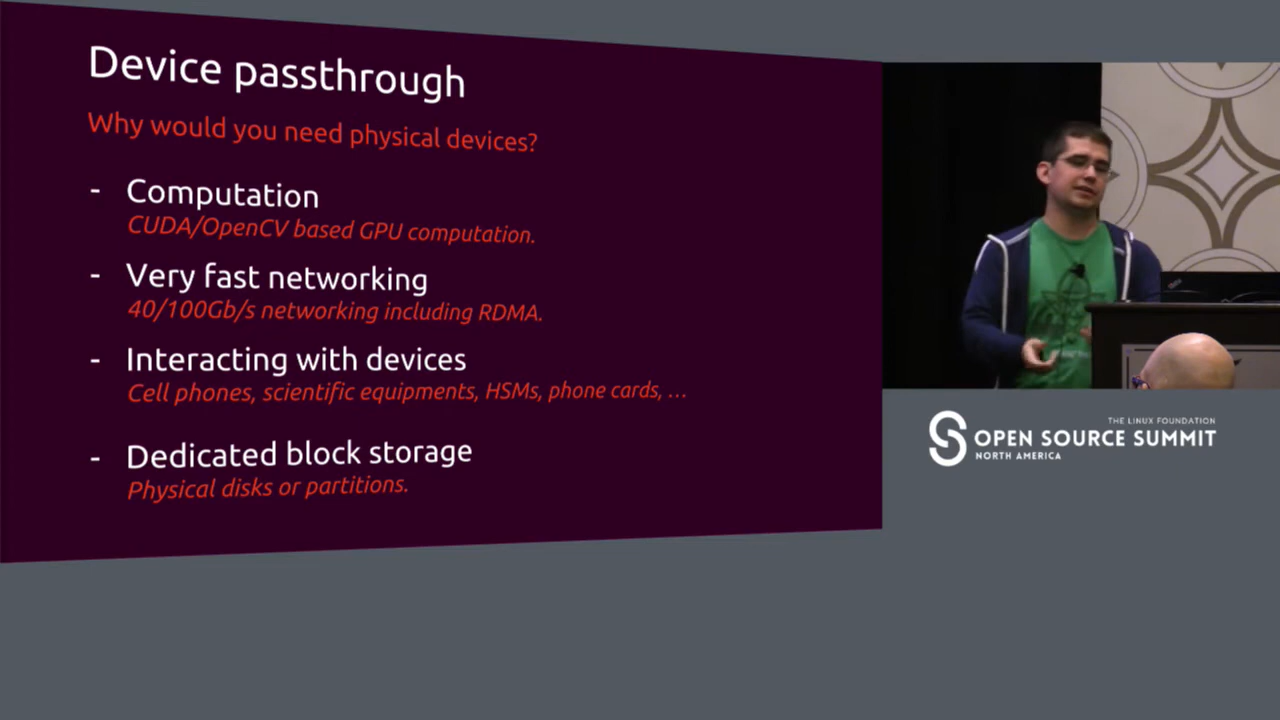 Device passthrough
Why would you need physical devices?
- Computation
CUDA/OpenCV based GPU computation.
- Very fast networking
40/100Gb/s networking including RDMA.
- Interacting with devices
Cell phones, scientific equipments, HSMs, phone cards, ...
- Dedicated block storage
Physical disks or partitions.
THE LINUX FOUNDATION
OPEN SOURCE SUMMIT
NORTH AMERICA